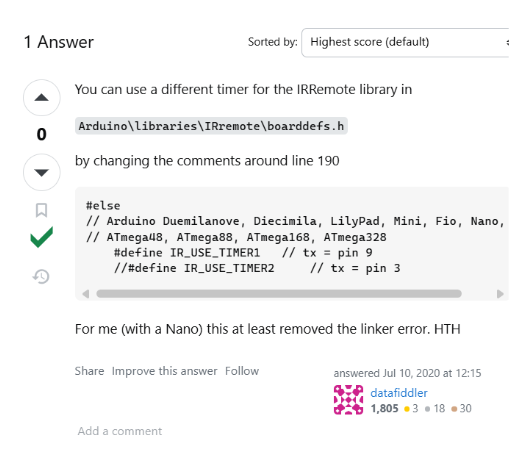 1 Answer
Sorted by: Highest score (default)
You can use a different timer for the IRRemote library in
0
Arduino\libraries\IRremote\boarddefs.h
by changing the comments around line 190
#else
// Arduino Duemilanove, Diecimila, LilyPad, Mini, Fio, Nano,
// ATmega48, ATmega88, ATmega168, ATmega328
    #define IR_USE_TIMER1   // tx = pin 9
    //#define IR_USE_TIMER2     // tx = pin 3
For me (with a Nano) this at least removed the linker error. HTH
Share Improve this answer Follow
answered Jul 10, 2020 at 12:15
datafiddler
1,805 ●3 ●18 ●30
Add a comment